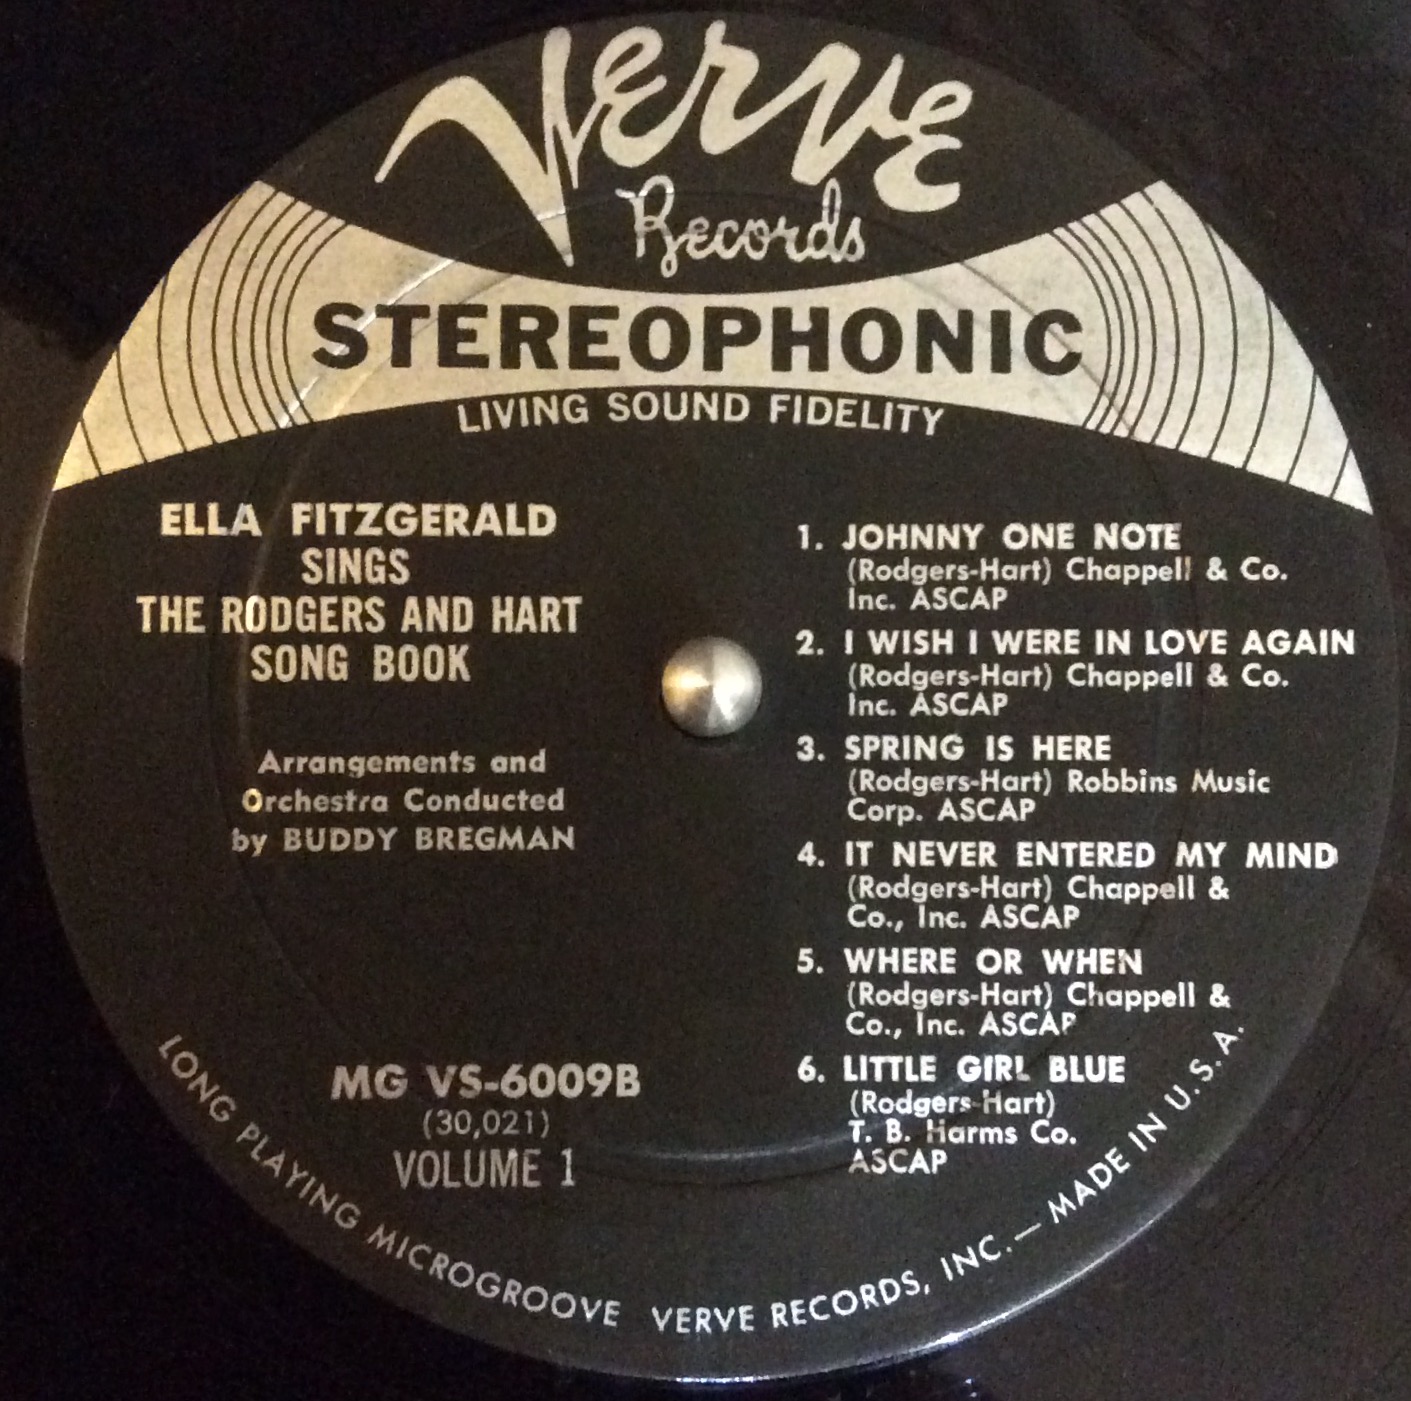 Verve
Records
STEREOPHONIC
LIVING SOUND FIDELITY
ELLA FITZGERALD
SINGS
THE RODGERS AND HART
SONG BOOK
Arrangements and
Orchestra Conducted
by BUDDY BREGMAN
MG VS-6009B
(30,021)
VOLUME 1
1. JOHNNY ONE NOTE
(Rodgers-Hart) Chappell & Co.
Inc. ASCAP
2. I WISH I WERE IN LOVE AGAIN
(Rodgers-Hart) Chappell & Co.
Inc. ASCAP
3. SPRING IS HERE
(Rodgers-Hart) Robbins Music
Corp. ASCAP
4. IT NEVER ENTERED MY MIND
(Rodgers-Hart) Chappell &
Co., Inc. ASCAP
5. WHERE OR WHEN
(Rodgers-Hart) Chappell &
Co., Inc. ASCAP
6. LITTLE GIRL BLUE
(Rodgers-Hart)
T. B. Harms Co.
ASCAP
LONG PLAYING MICROGROOVE VERVE RECORDS, INC.— MADE IN U.S.A.